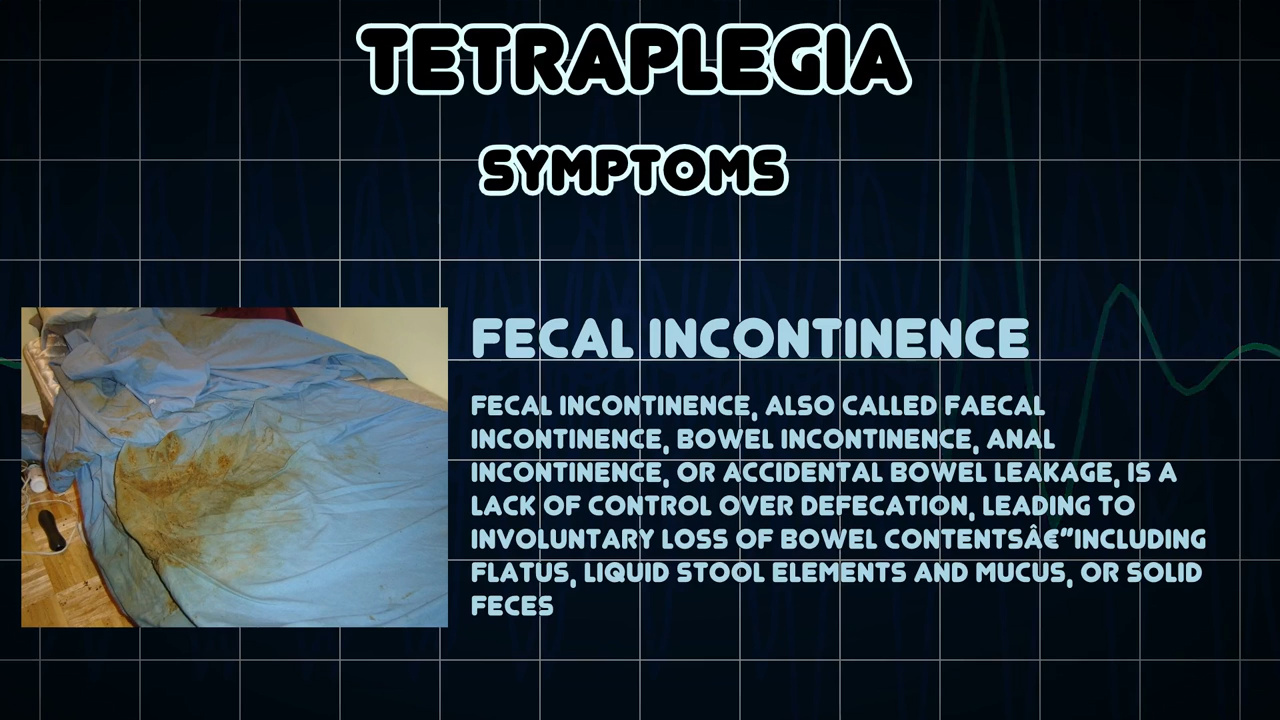 TETRAPLEGIA
SYMPTOMS
FECAL INCONTINENCE
FECAL INCONTINENCE, ALSO CALLED FAECAL
INCONTINENCE, BOWEL INCONTINENCE, ANAL
INCONTINENCE, OR ACCIDENTAL BOWEL LEAKAGE, IS A
LACK OF CONTROL OVER DEFECATION, LEADING TO
INVOLUNTARY LOSS OF BOWEL CONTENTSÂ€”INCLUDING
FLATUS, LIQUID STOOL ELEMENTS AND MUCUS, OR SOLID
FECES